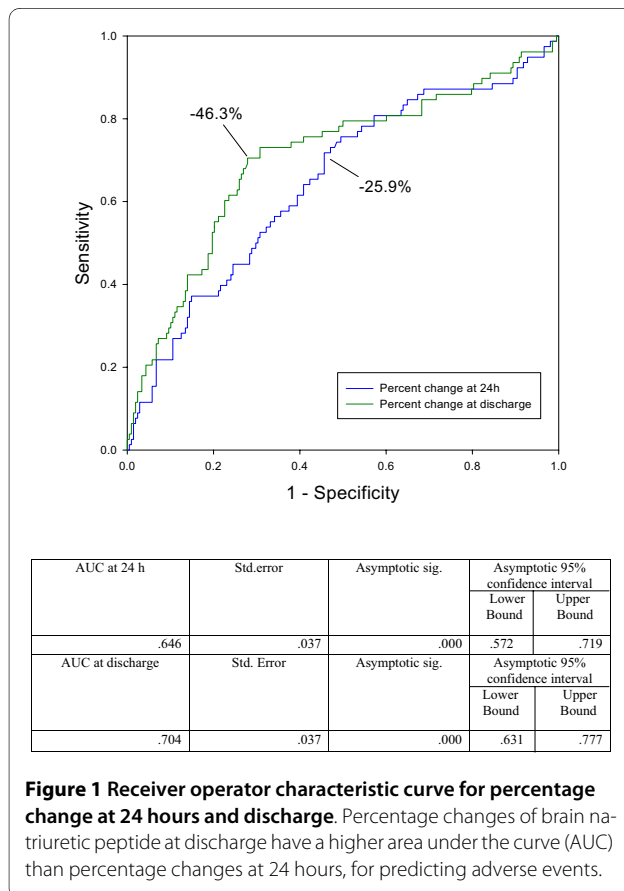 1.0
0.8
0.6
0.4
0.2
0.0
Sensitivity
-46.3%
-25.9%
Percent change at 24h
Percent change at discharge
0.0 0.2 0.4 0.6 0.8 1.0
1 - Specificity
AUC at 24 h Std.error Asymptotic sig. Asymptotic 95%
confidence interval
Lower Upper
Bound Bound
.646 .037 .000 .572 .719
AUC at discharge Std. Error Asymptotic sig. Asymptotic 95%
confidence interval
Lower Upper
Bound Bound
.704 .037 .000 .631 .777
Figure 1 Receiver operator characteristic curve for percentage
change at 24 hours and discharge. Percentage changes of brain na-
triuretic peptide at discharge have a higher area under the curve (AUC)
than percentage changes at 24 hours, for predicting adverse events.